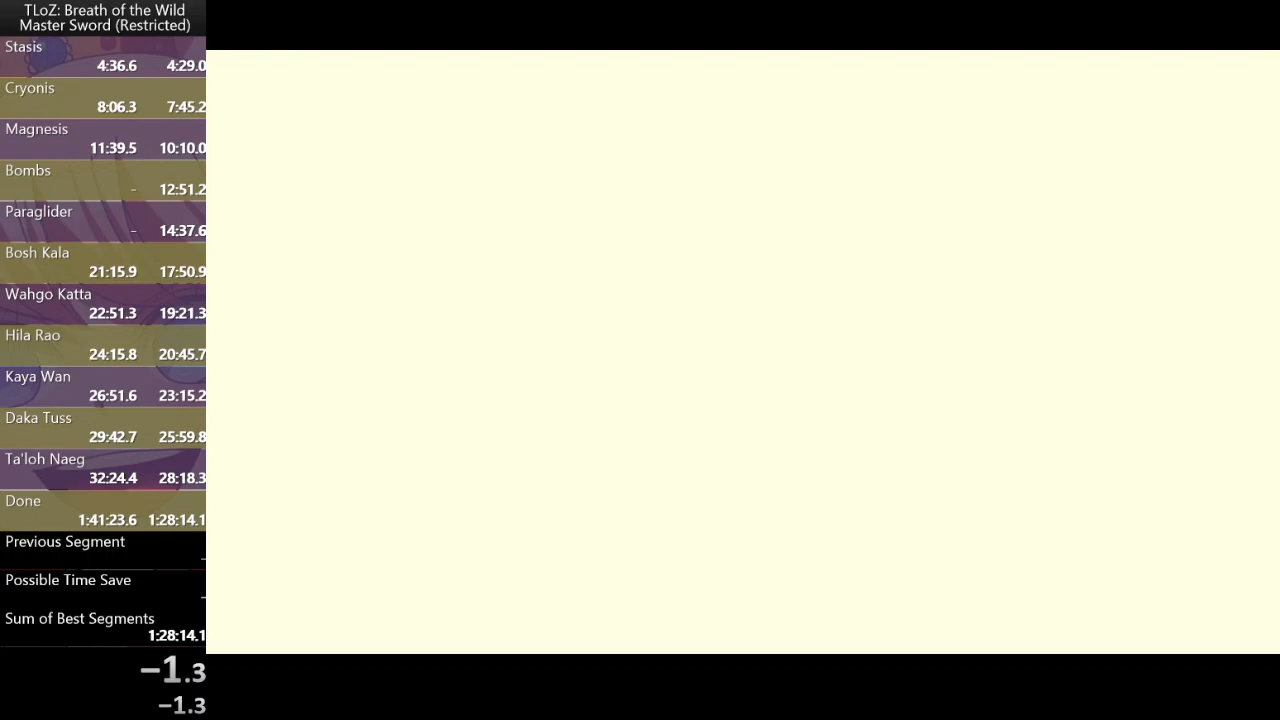 TLoZ: Breath of the Wild
Master Sword (Restricted)
Stasis
4:36.6 4:29.0
Cryonis
8:06.3 7:45.2
Magnesis
11:39.5 10:10.0
Bombs
- 12:51.2
Paraglider
- 14:37.6
Bosh Kala
21:15.9 17:50.9
Wahgo Katta
22:51.3 19:21.3
Hila Rao
24:15.8 20:45.7
Kaya Wan
26:51.6 23:15.2
Daka Tuss
29:42.7 25:59.8
Ta'loh Naeg
32:24.4 28:18.3
Done
1:41:23.6 1:28:14.1
Previous Segment
-
Possible Time Save
-
Sum of Best Segments
1:28:14.1
−1.3
−1.3